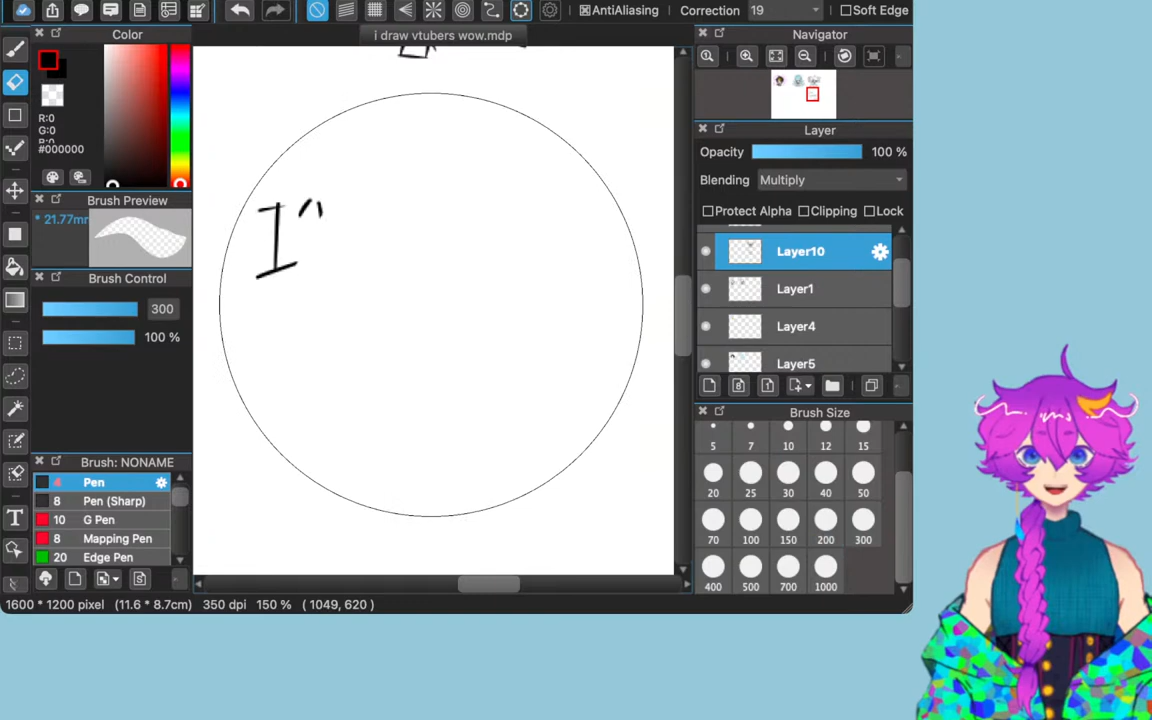 AntiAliasing Correction 19 Soft Edge
Color i draw vtubers wow.mdp Navigator
R:0
G:0
B:0
#000000
Layer
Opacity 100 %
Blending Multiply
Protect Alpha Clipping Lock
Brush Preview
* 21.77mm
Layer10
Layer1
Layer4
Layer5
Brush Control
300
100 %
I"
Brush Size
5 7 10 12 15
20 25 30 40 50
70 100 150 200 300
400 500 700 1000
Brush: NONAME
4 Pen
8 Pen (Sharp)
10 G Pen
8 Mapping Pen
20 Edge Pen
T
1600 * 1200 pixel (11.6 * 8.7cm) 350 dpi 150 % ( 1049, 620 )